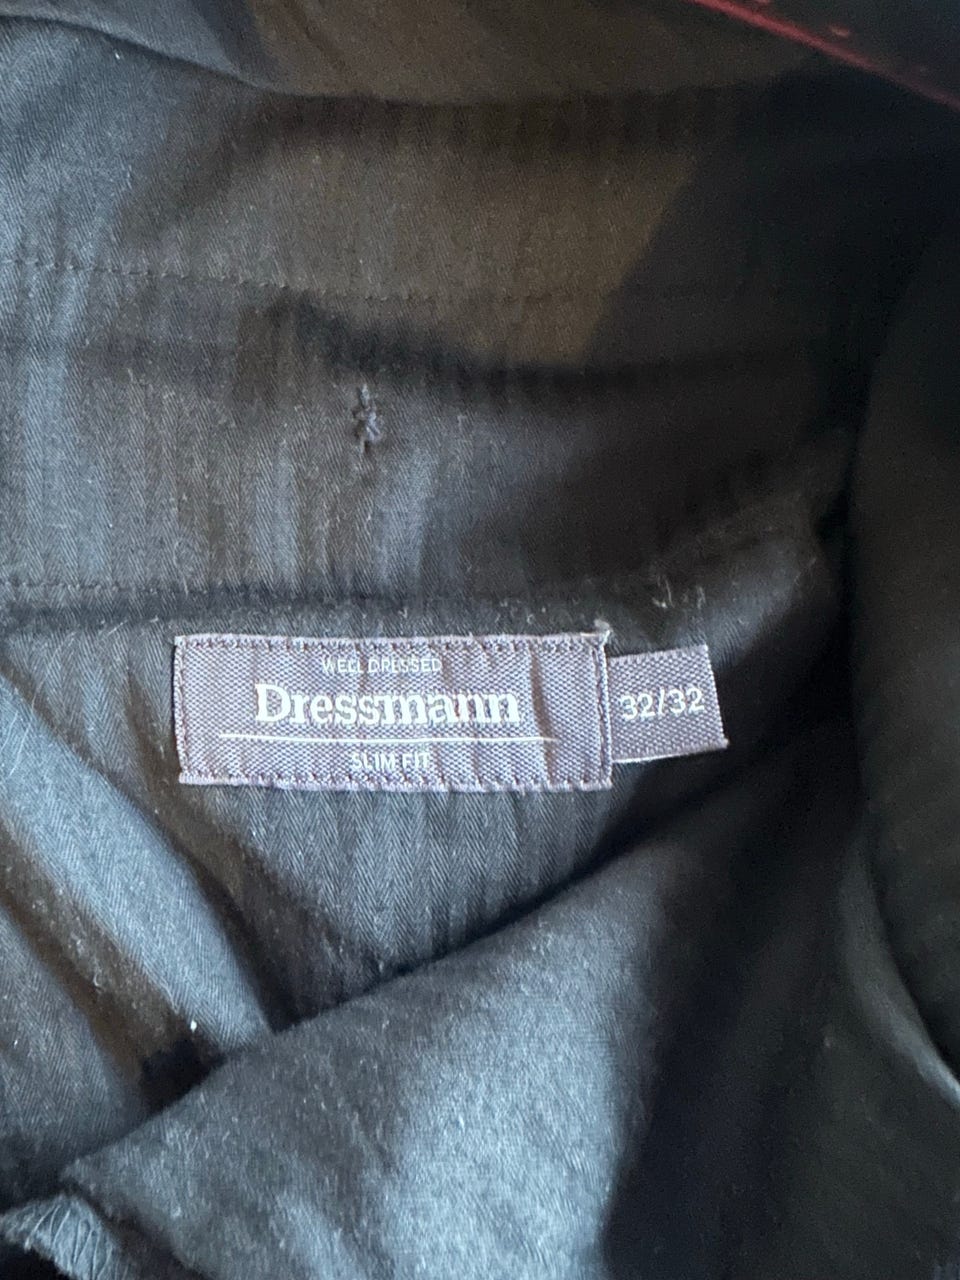 WELL DRESSED
Dressmann
SLIM FIT
32/32